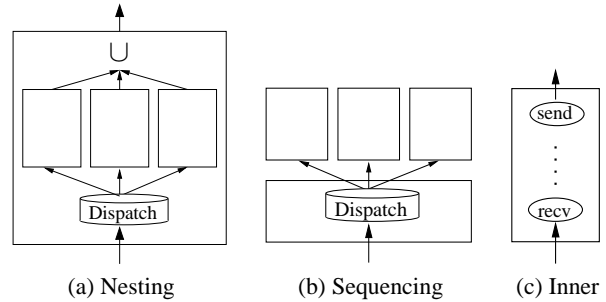 ∪
send
Dispatch
Dispatch
recv
(a) Nesting
(b) Sequencing
(c) Inner